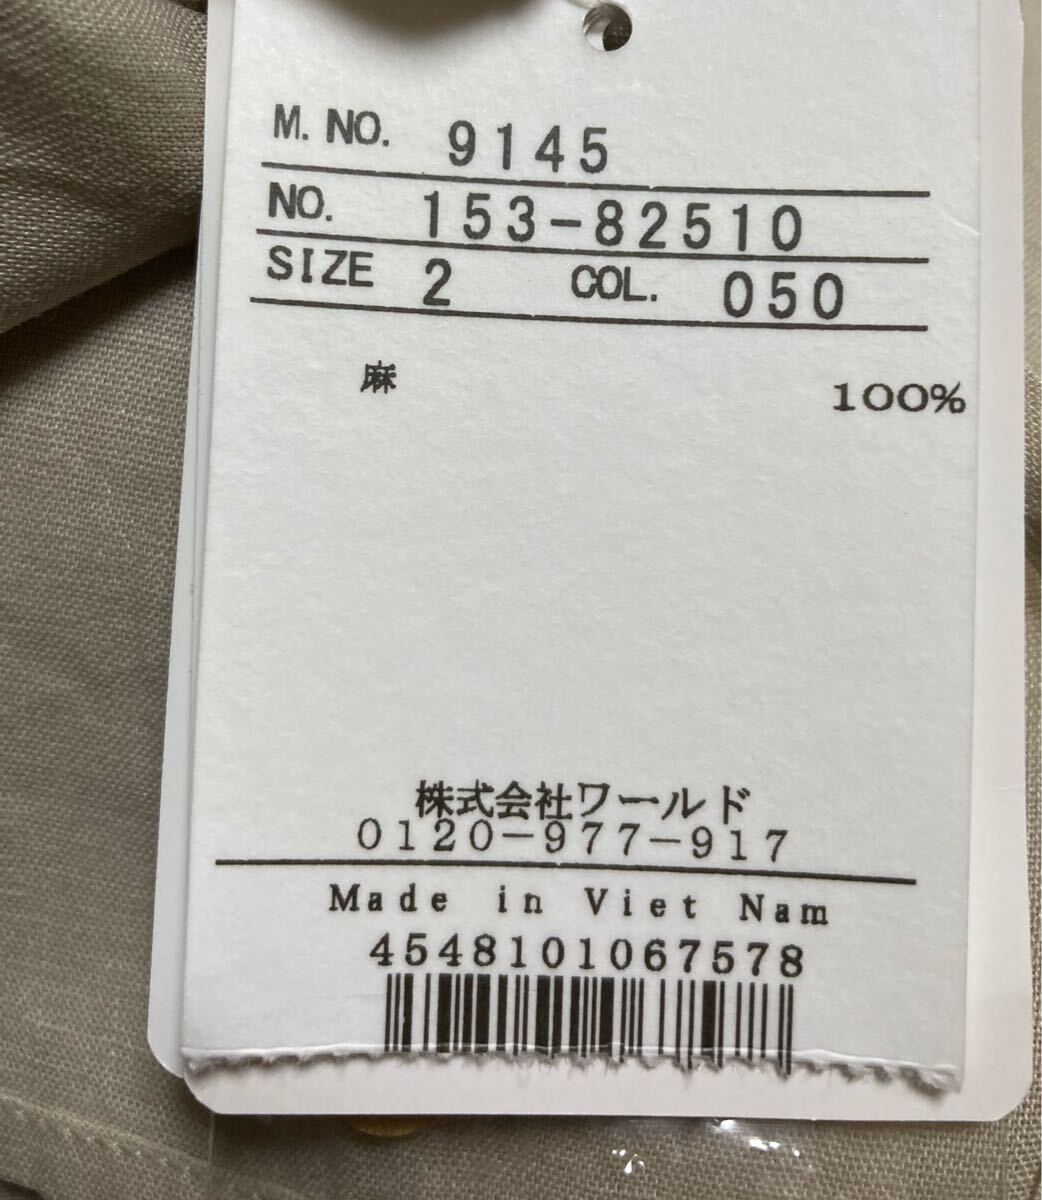 M. NO. 9145
NO. 153-82510
SIZE 2 COL. 050
麻 100%
株式会社ワールド
0120-977-917
Made in Viet Nam
4548101067578